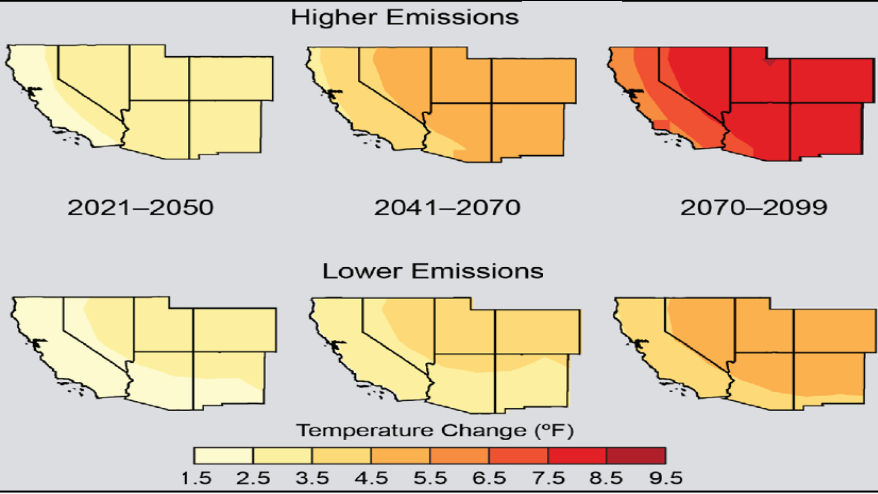 Higher Emissions
2021–2050 2041–2070 2070–2099
Lower Emissions
Temperature Change (ºF)
1.5 2.5 3.5 4.5 5.5 6.5 7.5 8.5 9.5